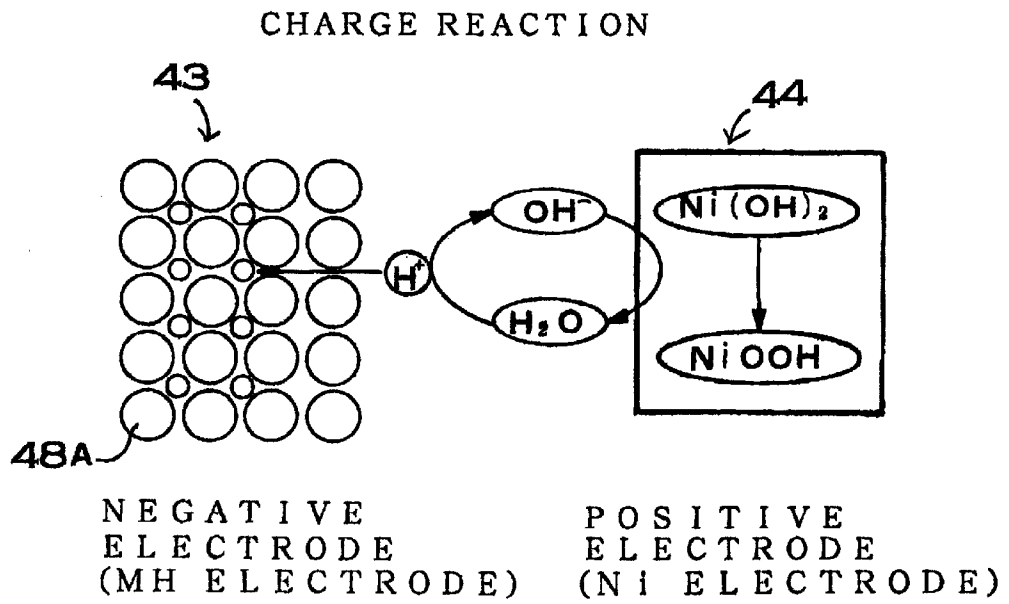 CHARGE REACTION
43
44
OH⁻
Ni(OH)₂
H⁺
H₂O
NiOOH
48A
NEGATIVE
ELECTRODE
(MH ELECTRODE)
POSITIVE
ELECTRODE
(Ni ELECTRODE)